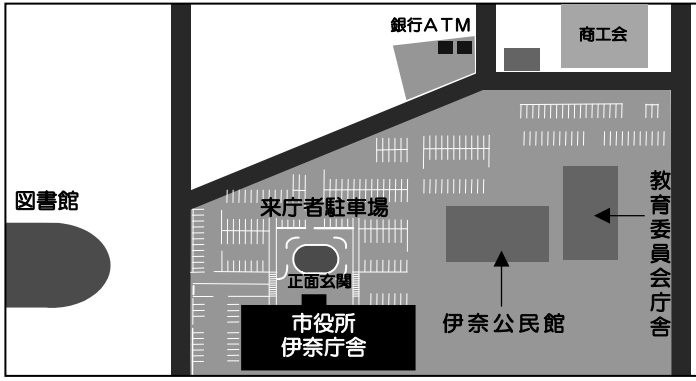 銀行ATM
商工会
図書館
来庁者駐車場
教育委員会庁舎
正面玄関
市役所
伊奈庁舎
伊奈公民館